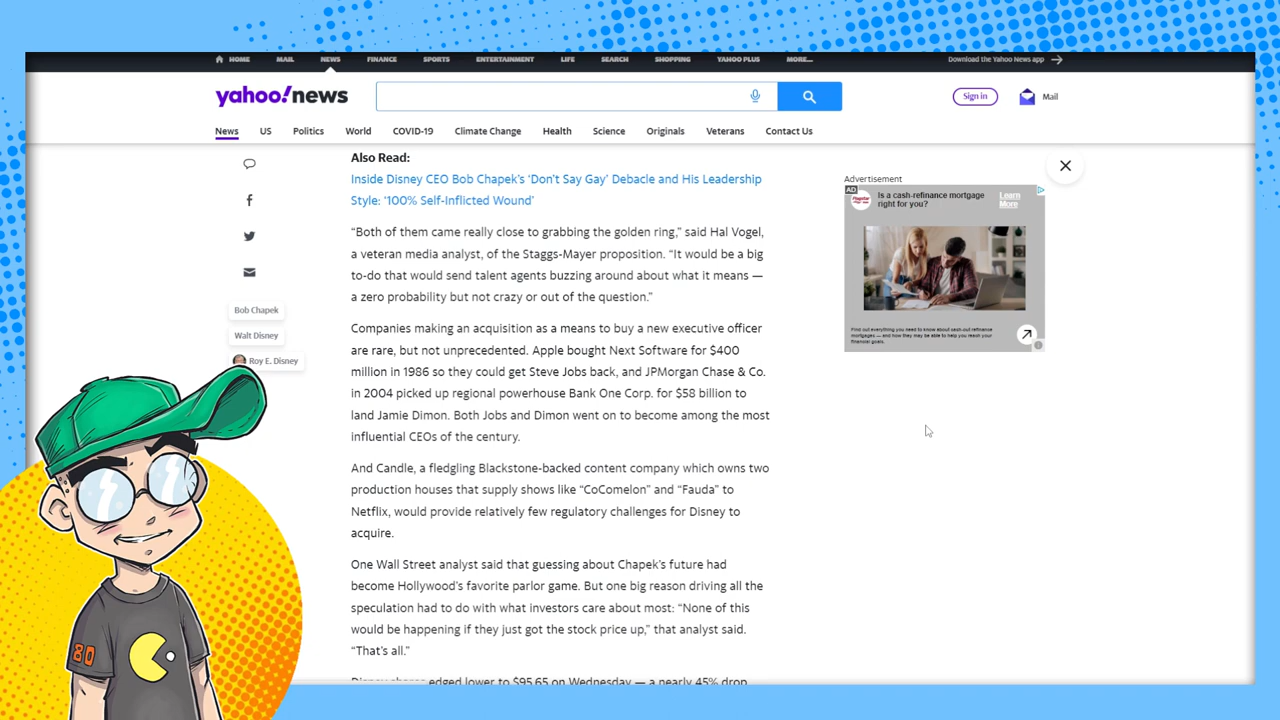 HOME MAIL NEWS FINANCE SPORTS ENTERTAINMENT LIFE SEARCH SHOPPING YAHOO PLUS MORE... Download the Yahoo News app
yahoo!news
Sign in
Mail
News US Politics World COVID-19 Climate Change Health Science Originals Veterans Contact Us
Also Read:
Inside Disney CEO Bob Chapek's 'Don't Say Gay' Debacle and His Leadership
Style: '100% Self-Inflicted Wound'
“Both of them came really close to grabbing the golden ring,” said Hal Vogel,
a veteran media analyst, of the Staggs-Mayer proposition. “It would be a big
to-do that would send talent agents buzzing around about what it means —
a zero probability but not crazy or out of the question.”
Companies making an acquisition as a means to buy a new executive officer
are rare, but not unprecedented. Apple bought Next Software for $400
million in 1986 so they could get Steve Jobs back, and JPMorgan Chase & Co.
in 2004 picked up regional powerhouse Bank One Corp. for $58 billion to
land Jamie Dimon. Both Jobs and Dimon went on to become among the most
influential CEOs of the century.
And Candle, a fledgling Blackstone-backed content company which owns two
production houses that supply shows like “CoComelon” and “Fauda” to
Netflix, would provide relatively few regulatory challenges for Disney to
acquire.
One Wall Street analyst said that guessing about Chapek's future had
become Hollywood's favorite parlor game. But one big reason driving all the
speculation had to do with what investors care about most: “None of this
would be happening if they just got the stock price up,” that analyst said.
“That's all.”
Disney shares edged lower to $95.65 on Wednesday — a nearly 45% drop
Bob Chapek
Walt Disney
Roy E. Disney
Advertisement
AD
Flagstar
Is a cash-refinance mortgage
right for you?
Learn
More
Find out everything you need to know about cash-out refinance
mortgages — and how they may be able to help you reach your
financial goals.
80